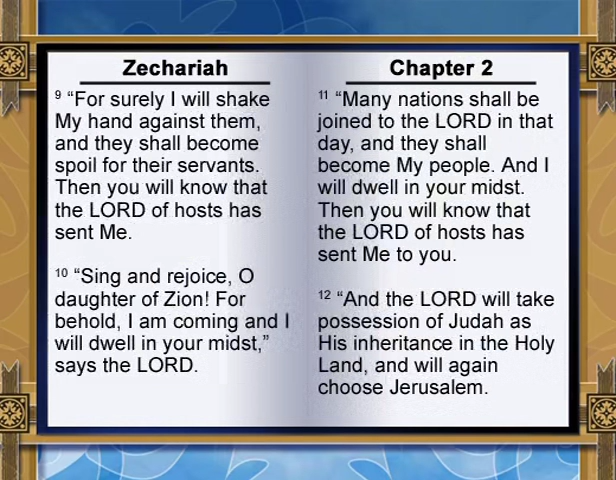 Zechariah
9 “For surely I will shake
My hand against them,
and they shall become
spoil for their servants.
Then you will know that
the LORD of hosts has
sent Me.
10 “Sing and rejoice, O
daughter of Zion! For
behold, I am coming and I
will dwell in your midst,”
says the LORD.
Chapter 2
11 “Many nations shall be
joined to the LORD in that
day, and they shall
become My people. And I
will dwell in your midst.
Then you will know that
the LORD of hosts has
sent Me to you.
12 “And the LORD will take
possession of Judah as
His inheritance in the Holy
Land, and will again
choose Jerusalem.